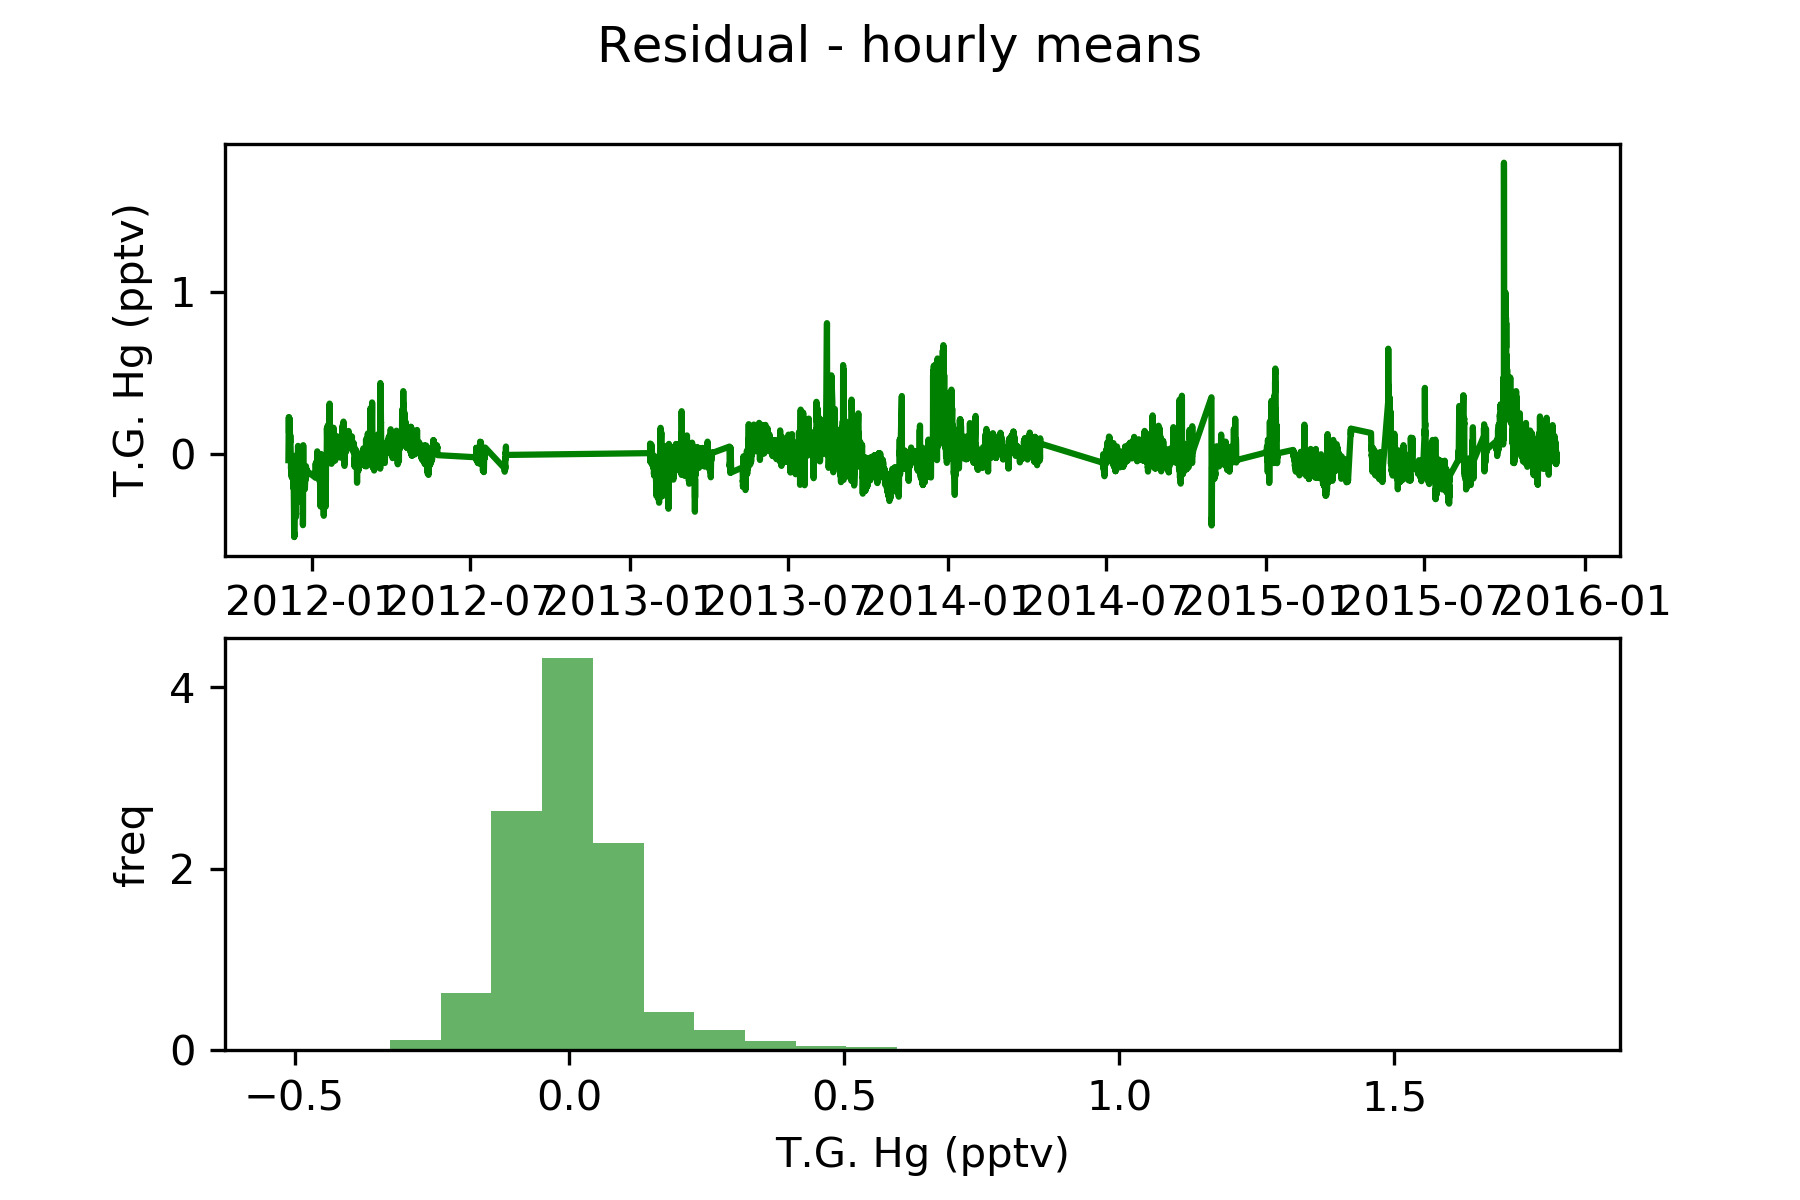 Residual - hourly means
T.G. Hg (pptv)
1
0
2012-01 2012-07 2013-01 2013-07 2014-01 2014-07 2015-01 2015-07 2016-01
freq
4
2
0
−0.5 0.0 0.5 1.0 1.5
T.G. Hg (pptv)